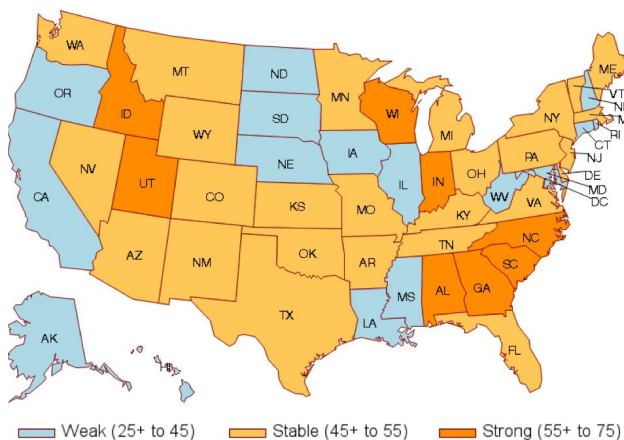 WA
MT
ND
MN
ME
OR
ID
SD
WI
VT
WY
MI
NY
RI
CT
NE
IA
PA
NJ
NV
UT
IL
IN
OH
DE
CA
CO
WV
VA
MD
DC
KS
MO
KY
AZ
NM
OK
AR
TN
NC
SC
TX
LA
MS
AL
GA
AK
FL
Weak (25+ to 45) Stable (45+ to 55) Strong (55+ to 75)